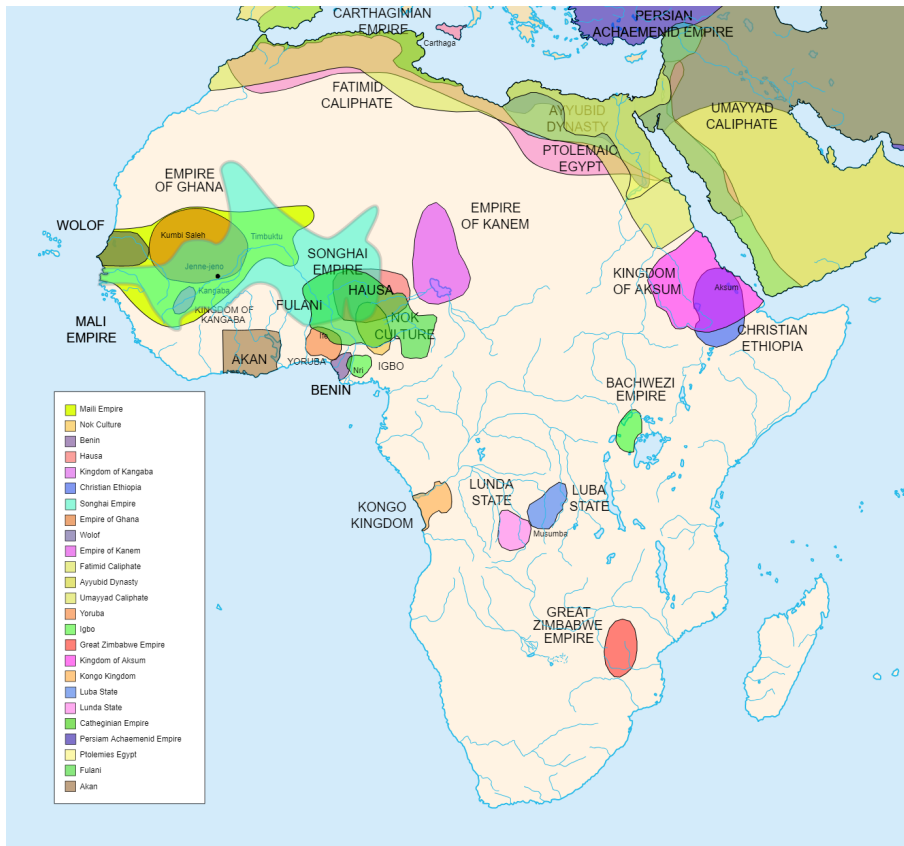 CARTHAGINIAN
EMPIRE
Carthaga
PERSIAN
ACHAEMENID EMPIRE
FATIMID
CALIPHATE
AYYUBID
DYNASTY
UMAYYAD
CALIPHATE
PTOLEMAIC
EGYPT
EMPIRE
OF GHANA
WOLOF
Kumbi Saleh
Timbuktu
EMPIRE
OF KANEM
SONGHAI
EMPIRE
Jenne-jeno
KINGDOM
OF AKSUM
Aksum
Kangaba
HAUSA
FULANI
KINGDOM OF
KANGABA
NOK
CULTURE
MALI
EMPIRE
CHRISTIAN
ETHIOPIA
Ife
AKAN
YORUBA
IGBO
Nri
BENIN
BACHWEZI
EMPIRE
LUNDA
STATE
LUBA
STATE
KONGO
KINGDOM
Musumba
GREAT
ZIMBABWE
EMPIRE
Maili Empire
Nok Culture
Benin
Hausa
Kingdom of Kangaba
Christian Ethiopia
Songhai Empire
Empire of Ghana
Wolof
Empire of Kanem
Fatimid Caliphate
Ayyubid Dynasty
Umayyad Caliphate
Yoruba
Igbo
Great Zimbabwe Empire
Kingdom of Aksum
Kongo Kingdom
Luba State
Lunda State
Catheginian Empire
Persiam Achaemenid Empire
Ptolemies Egypt
Fulani
Akan